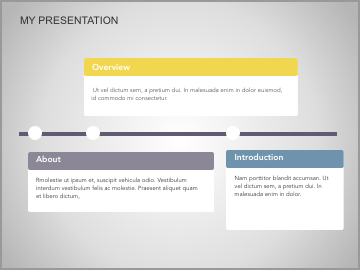 MY PRESENTATION
Overview
Ut vel dictum sem, a pretium dui. In malesuada enim in dolor euismod,
id commodo mi consectetur.
About
Rmolestie ut ipsum et, suscipit vehicula odio. Vestibulum
interdum vestibulum felis ac molestie. Praesent aliquet quam
et libero dictum,
Introduction
Nam porttitor blandit accumsan. Ut
vel dictum sem, a pretium dui. In
malesuada enim in dolor.